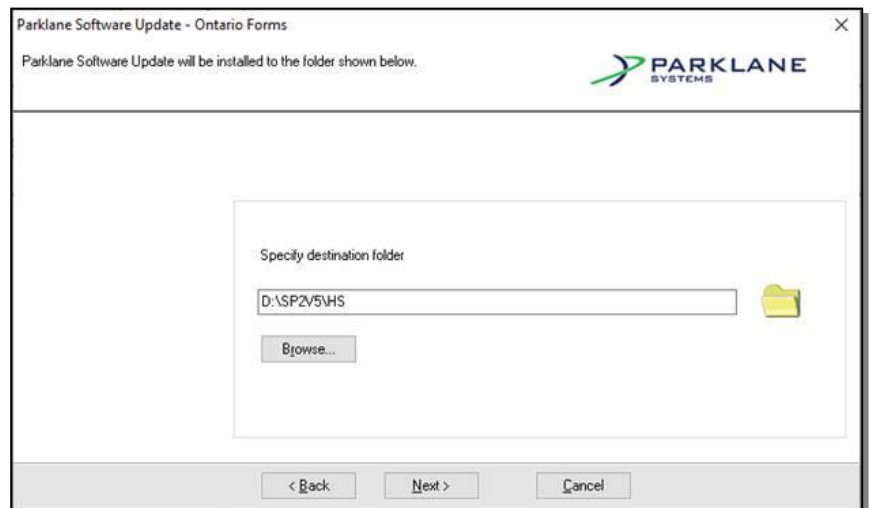 Parklane Software Update - Ontario Forms
Parklane Software Update will be installed to the folder shown below.
PARKLANE
SYSTEMS
Specify destination folder
D:\SP2V5\HS
Browse...
< Back Next > Cancel